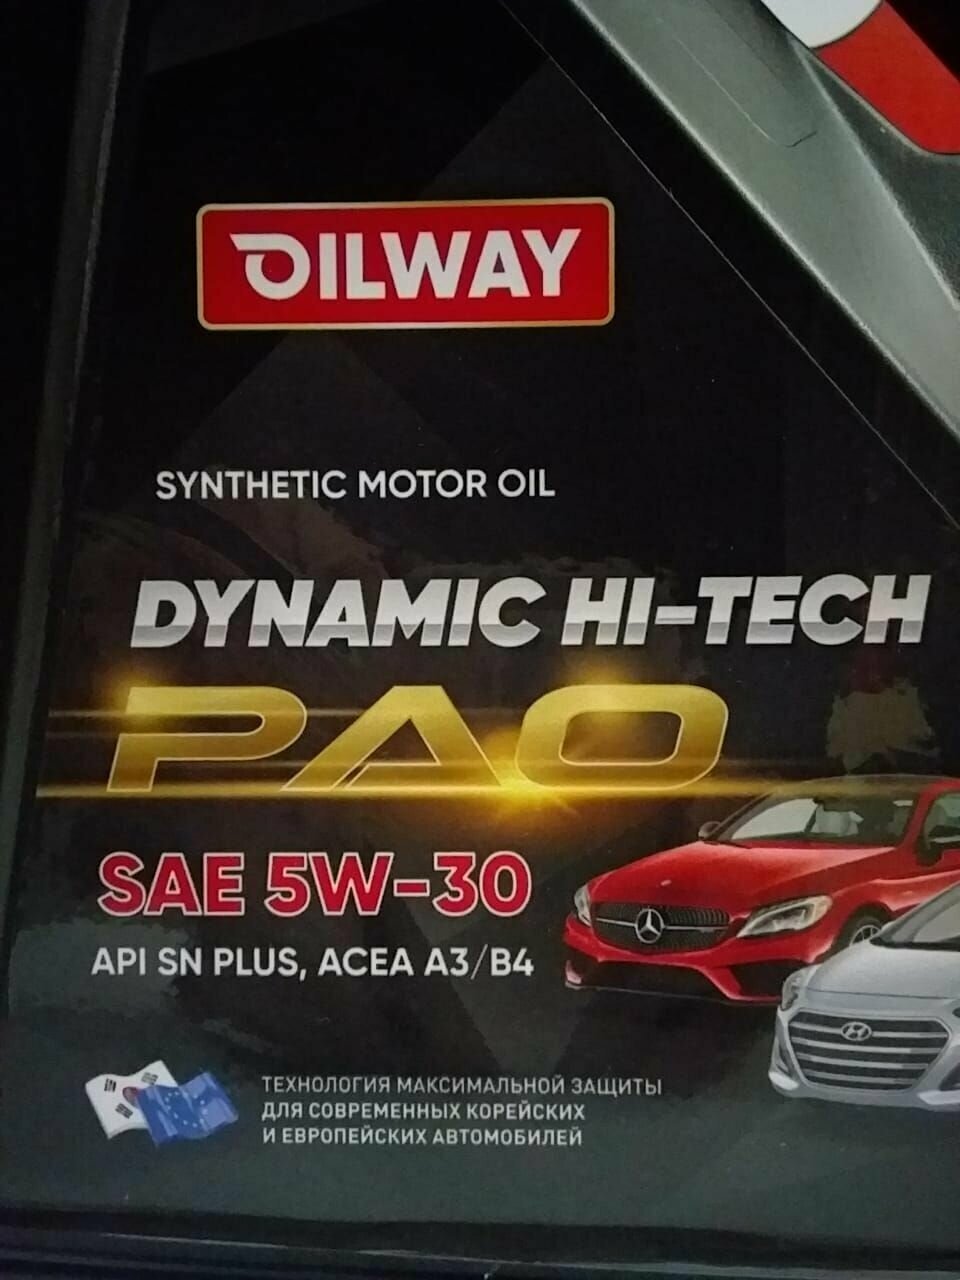 OILWAY
SYNTHETIC MOTOR OIL
DYNAMIC HI-TECH
PAO
SAE 5W-30
API SN PLUS, ACEA A3/B4
ТЕХНОЛОГИЯ МАКСИМАЛЬНОЙ ЗАЩИТЫ
ДЛЯ СОВРЕМЕННЫХ КОРЕЙСКИХ
И ЕВРОПЕЙСКИХ АВТОМОБИЛЕЙ